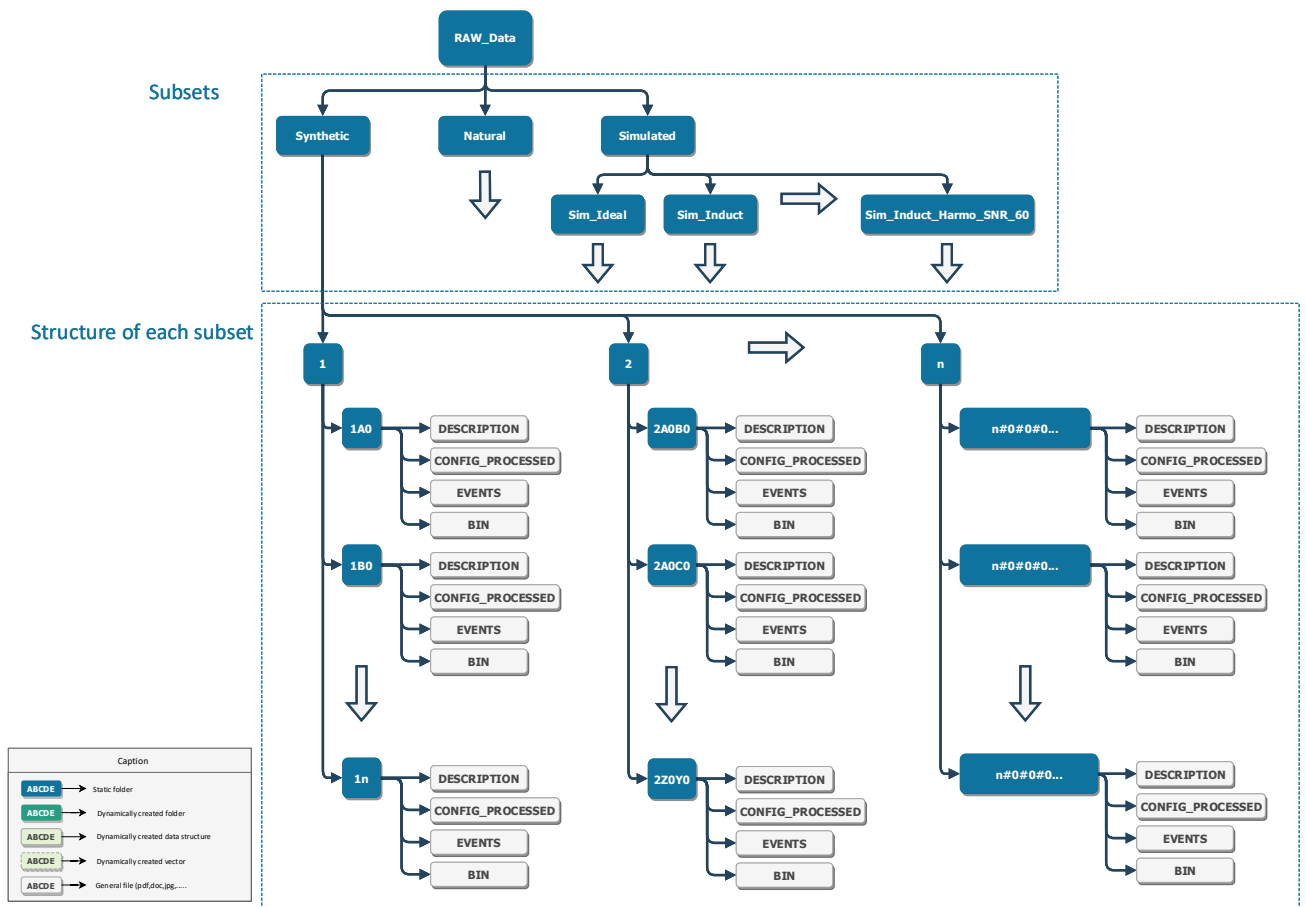 RAW_Data
Subsets
Synthetic
Natural
Simulated
Sim_Ideal
Sim_Induct
Sim_Induct_Harmo_SNR_60
Structure of each subset
1
2
n
1A0
DESCRIPTION
CONFIG_PROCESSED
EVENTS
BIN
1B0
DESCRIPTION
CONFIG_PROCESSED
EVENTS
BIN
1n
DESCRIPTION
CONFIG_PROCESSED
EVENTS
BIN
2A0B0
DESCRIPTION
CONFIG_PROCESSED
EVENTS
BIN
2A0C0
DESCRIPTION
CONFIG_PROCESSED
EVENTS
BIN
2Z0Y0
DESCRIPTION
CONFIG_PROCESSED
EVENTS
BIN
n#0#0#0...
DESCRIPTION
CONFIG_PROCESSED
EVENTS
BIN
n#0#0#0...
DESCRIPTION
CONFIG_PROCESSED
EVENTS
BIN
n#0#0#0...
DESCRIPTION
CONFIG_PROCESSED
EVENTS
BIN
Caption
ABCDE Static folder
ABCDE Dynamically created folder
ABCDE Dynamically created data structure
ABCDE Dynamically created vector
ABCDE General file (pdf,doc,jpg,.....